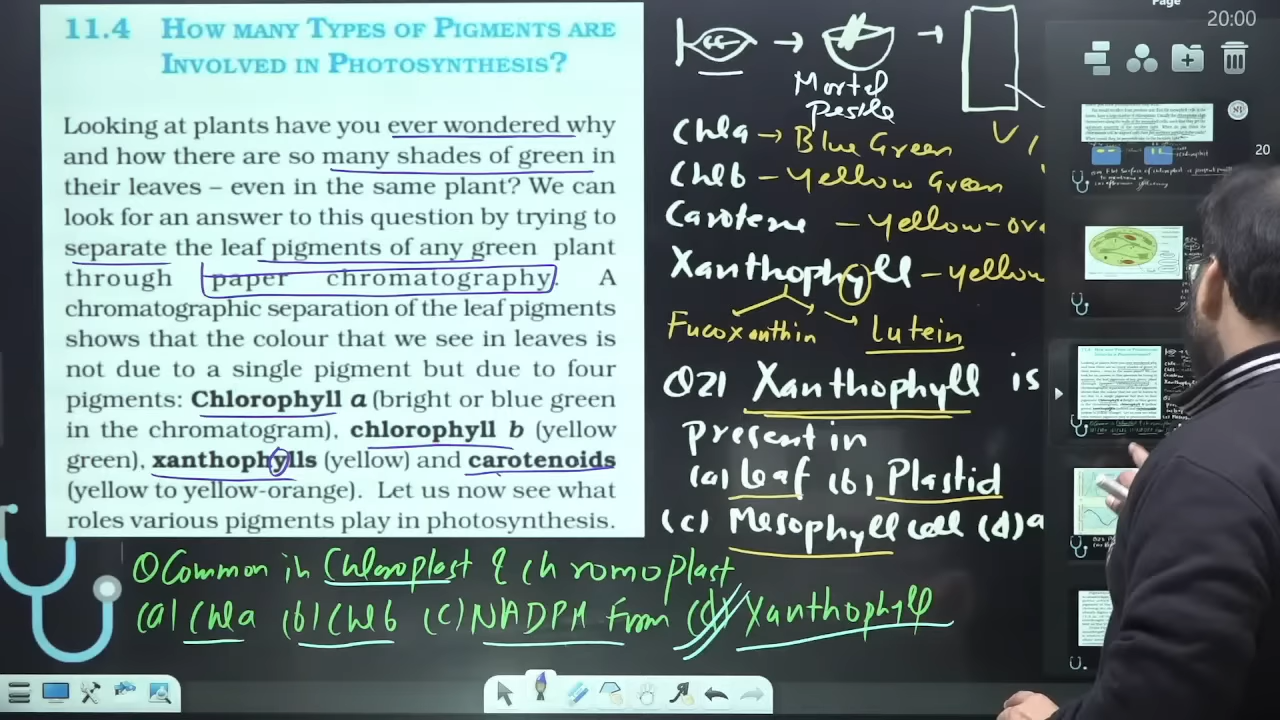 11.4 HOW MANY TYPES OF PIGMENTS ARE
INVOLVED IN PHOTOSYNTHESIS?
Looking at plants have you ever wondered why
and how there are so many shades of green in
their leaves – even in the same plant? We can
look for an answer to this question by trying to
separate the leaf pigments of any green plant
through paper chromatography. A
chromatographic separation of the leaf pigments
shows that the colour that we see in leaves is
not due to a single pigment but due to four
pigments: Chlorophyll a (bright or blue green
in the chromatogram), chlorophyll b (yellow
green), xanthophylls (yellow) and carotenoids
(yellow to yellow-orange). Let us now see what
roles various pigments play in photosynthesis.
Mortal
Pestle
Chla → Blue Green
Chlb – Yellow Green
Carotene – Yellow-or
Xanthophyll – yellow
Fucoxanthin Lutein
Q21 Xanthophyll is
present in
(a) Leaf (b) Plastid
(c) Mesophyll cell (d) a
Q Common in Chloroplast & chromoplast
(a) Chla (b) Chl (c) NADPH from (d) Xanthophyll
Page
20:00
20